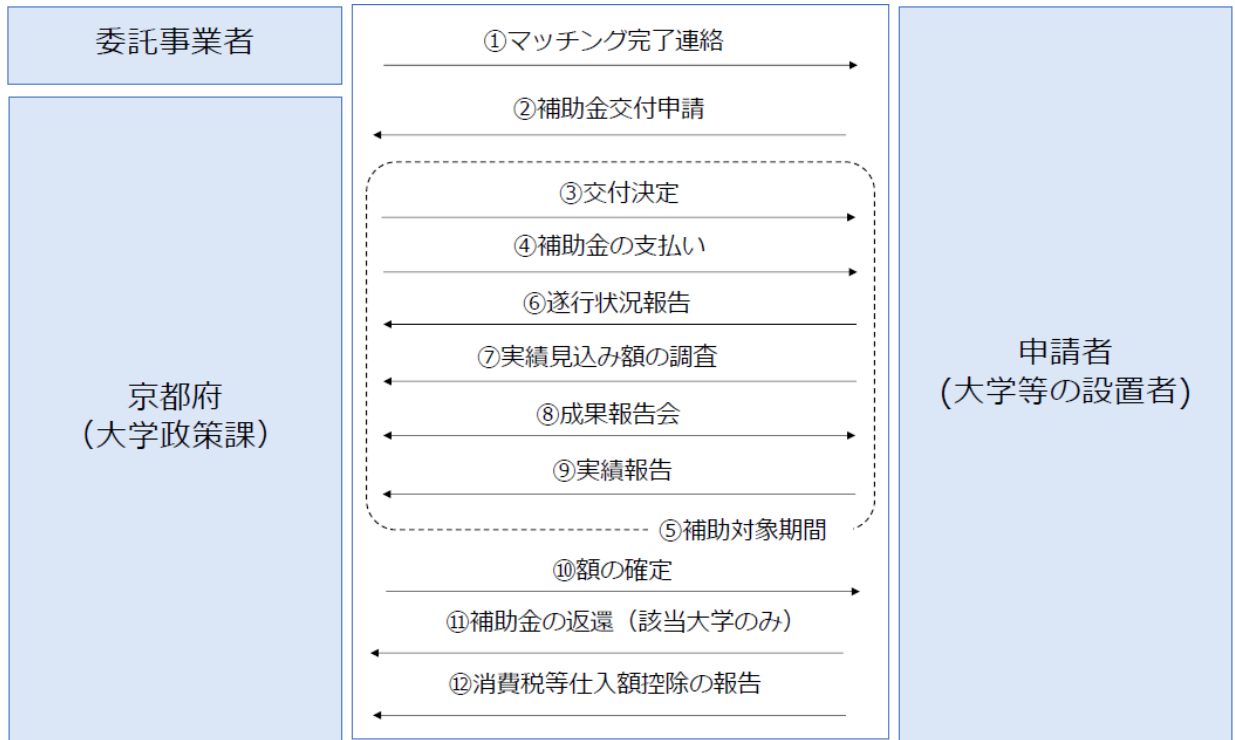 委託事業者
京都府
（大学政策課）
①マッチング完了連絡
②補助金交付申請
③交付決定
④補助金の支払い
⑥遂行状況報告
⑦実績見込み額の調査
⑧成果報告会
⑨実績報告
⑤補助対象期間
⑩額の確定
⑪補助金の返還（該当大学のみ）
⑫消費税等仕入額控除の報告
申請者
(大学等の設置者)